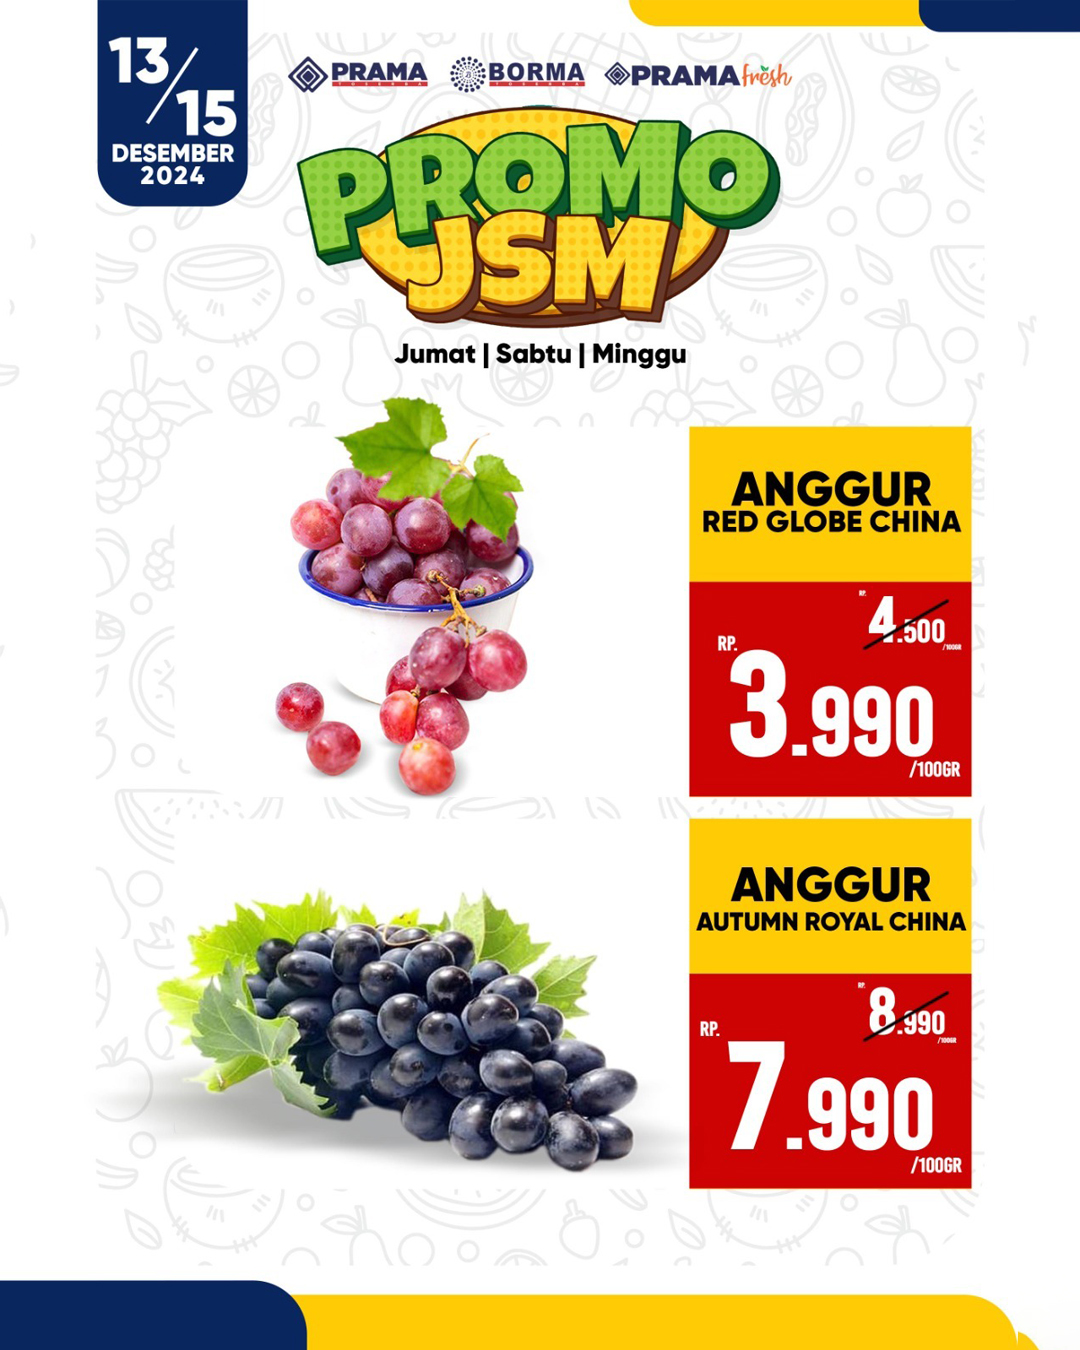 13/15
DESEMBER
2024
PRAMA
BORMA
PRAMA fresh
PROMO
JSM
Jumat | Sabtu | Minggu
ANGGUR
RED GLOBE CHINA
RP. 4.500 /100GR
RP. 3.990 /100GR
ANGGUR
AUTUMN ROYAL CHINA
RP. 8.990 /100GR
RP. 7.990 /100GR